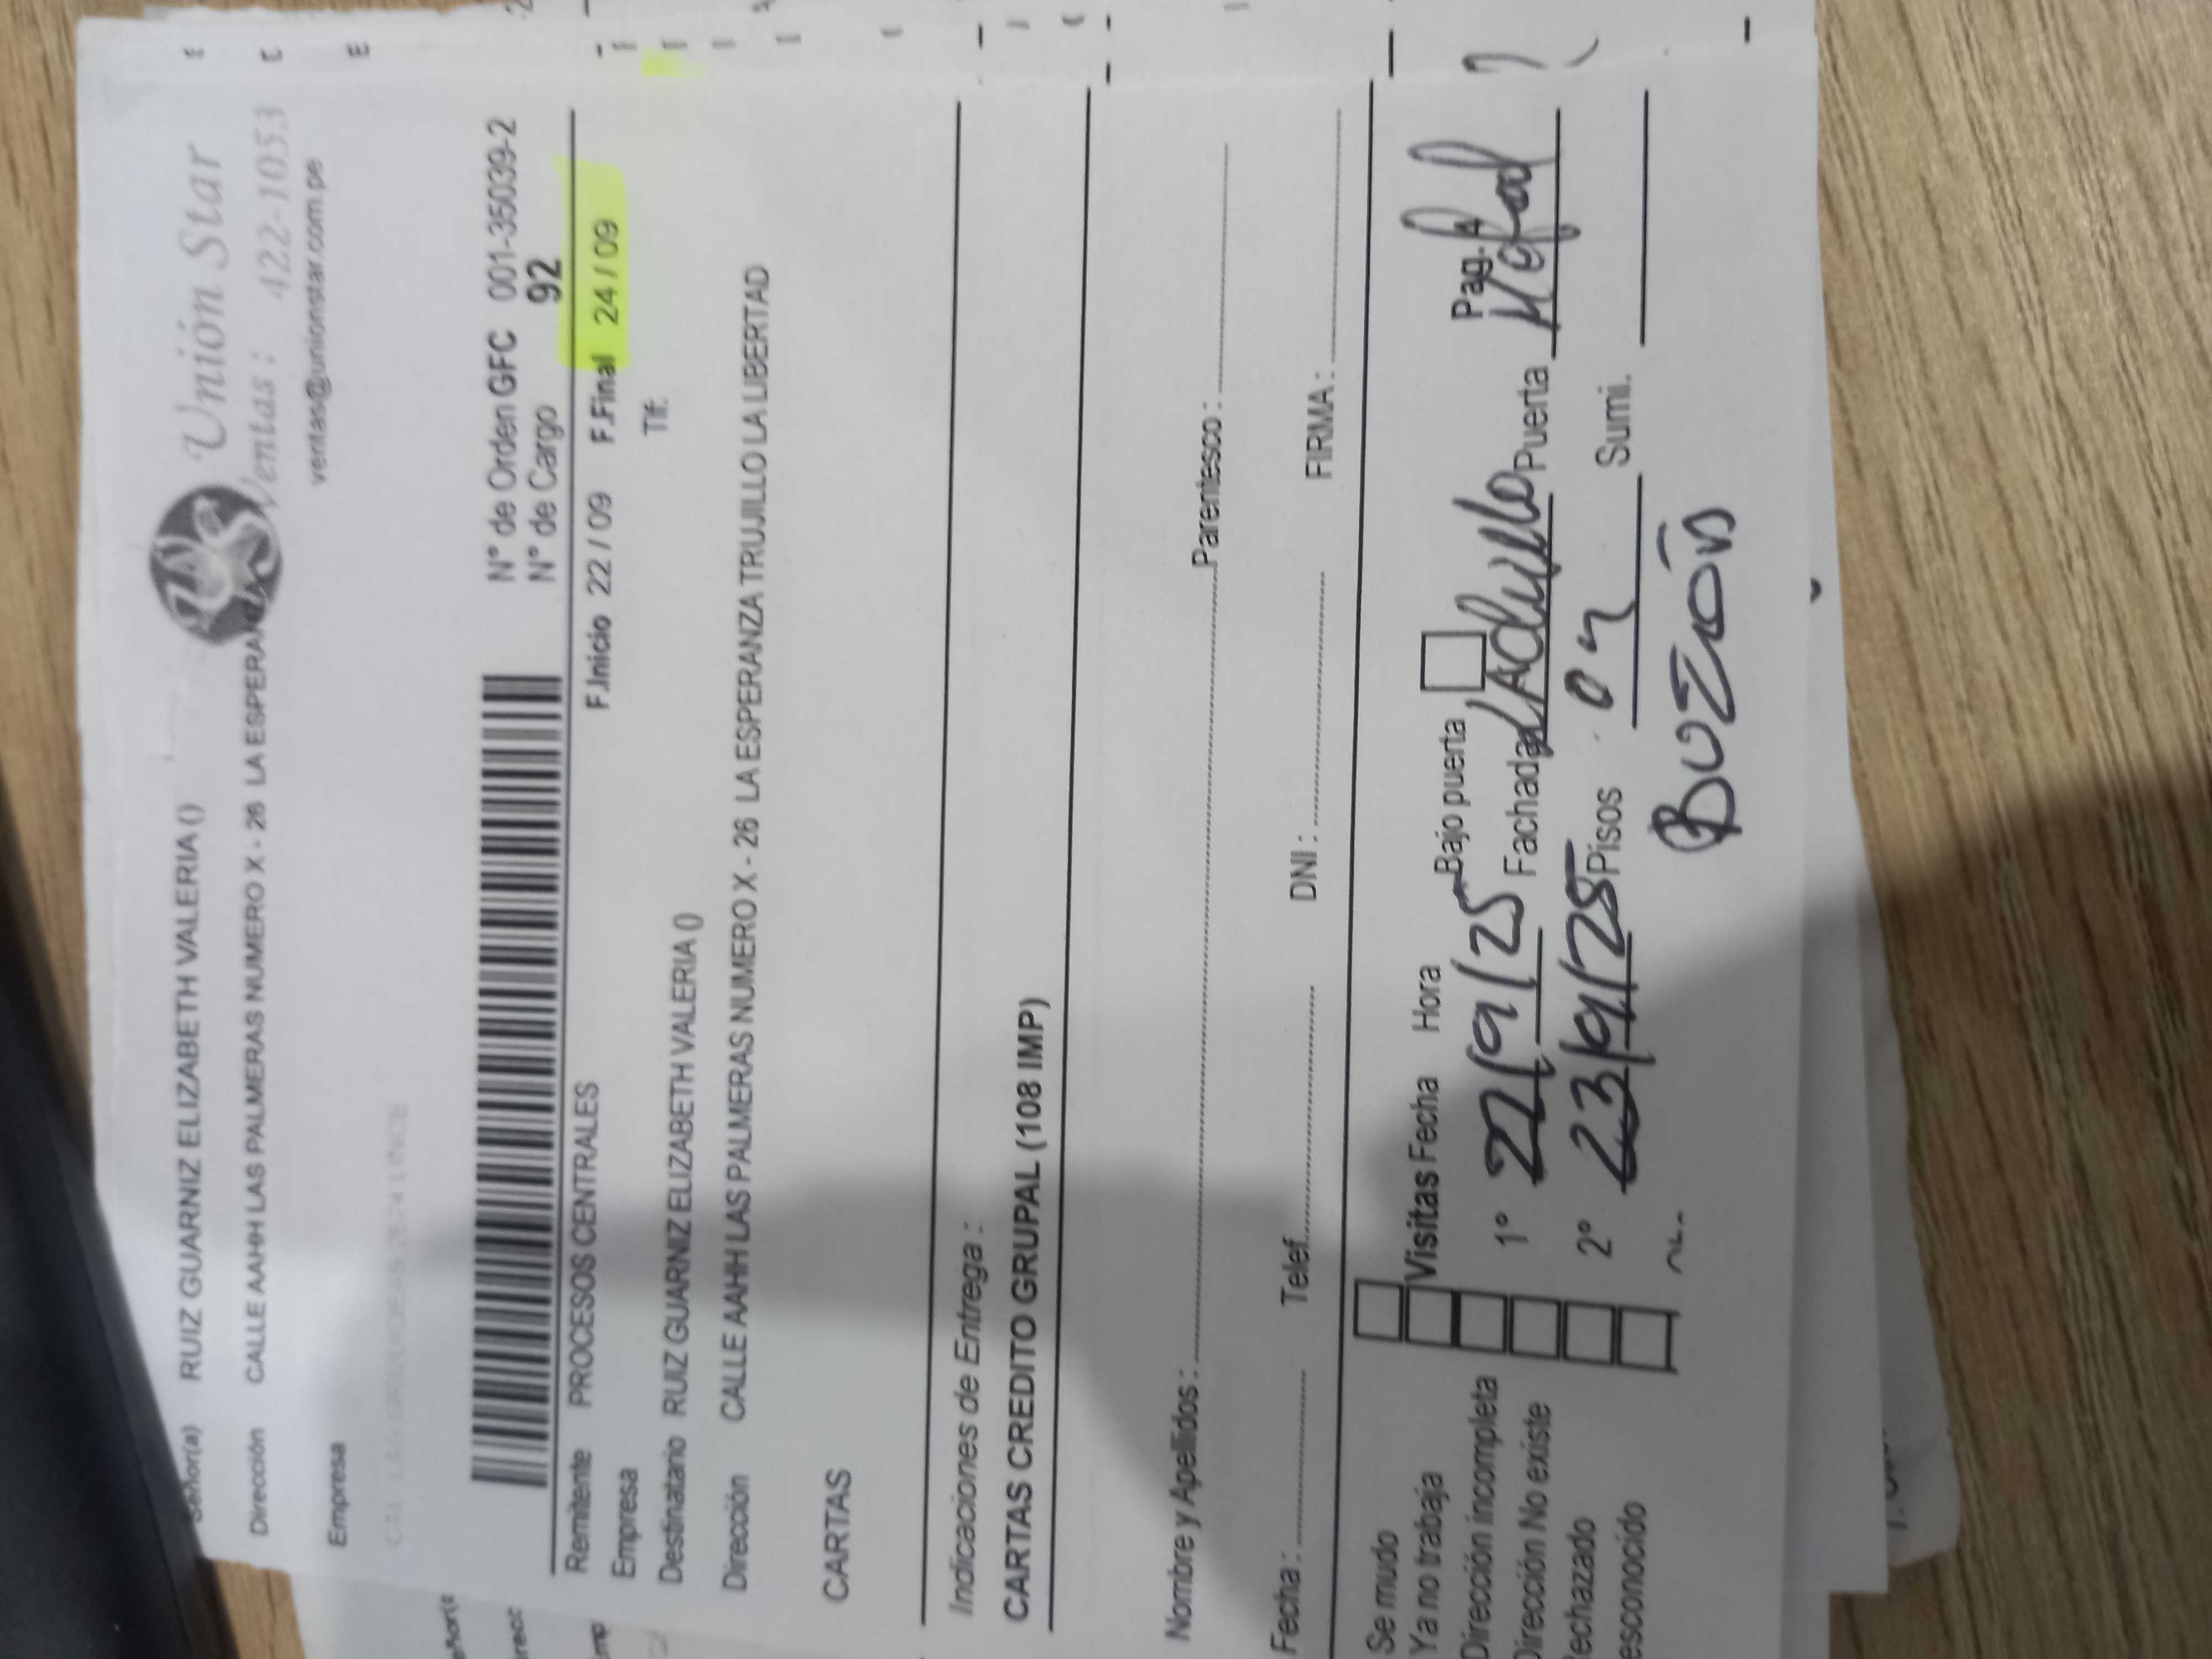 Señor(a) RUIZ GUARNIZ ELIZABETH VALERIA ()
Unión Star
Dirección CALLE AAHH LAS PALMERAS NUMERO X - 26 LA ESPERA
Ventas : 422-1053
Empresa
ventas@unionstar.com.pe
N° de Orden GFC 001-35039-2
N° de Cargo 92
Remitente PROCESOS CENTRALES
F.Inicio 22 / 09 F.Final 24 / 09
Empresa
Destinatario RUIZ GUARNIZ ELIZABETH VALERIA ()
Tlf.
Dirección CALLE AAHH LAS PALMERAS NUMERO X - 26 LA ESPERANZA TRUJILLO LA LIBERTAD
CARTAS
Indicaciones de Entrega :
CARTAS CREDITO GRUPAL (108 IMP)
Nombre y Apellidos : Parentesco :
Fecha : Telef. DNI : FIRMA :
Se mudo
Ya no trabaja Visitas Fecha Hora Bajo puerta Pag.
Dirección incompleta 1° 22/9/25 Fachada Ladrillo Puerta Metal
Dirección No existe
Rechazado 2° 23/9/25 Pisos 01 Sumi.
esconocido
BUZÓN